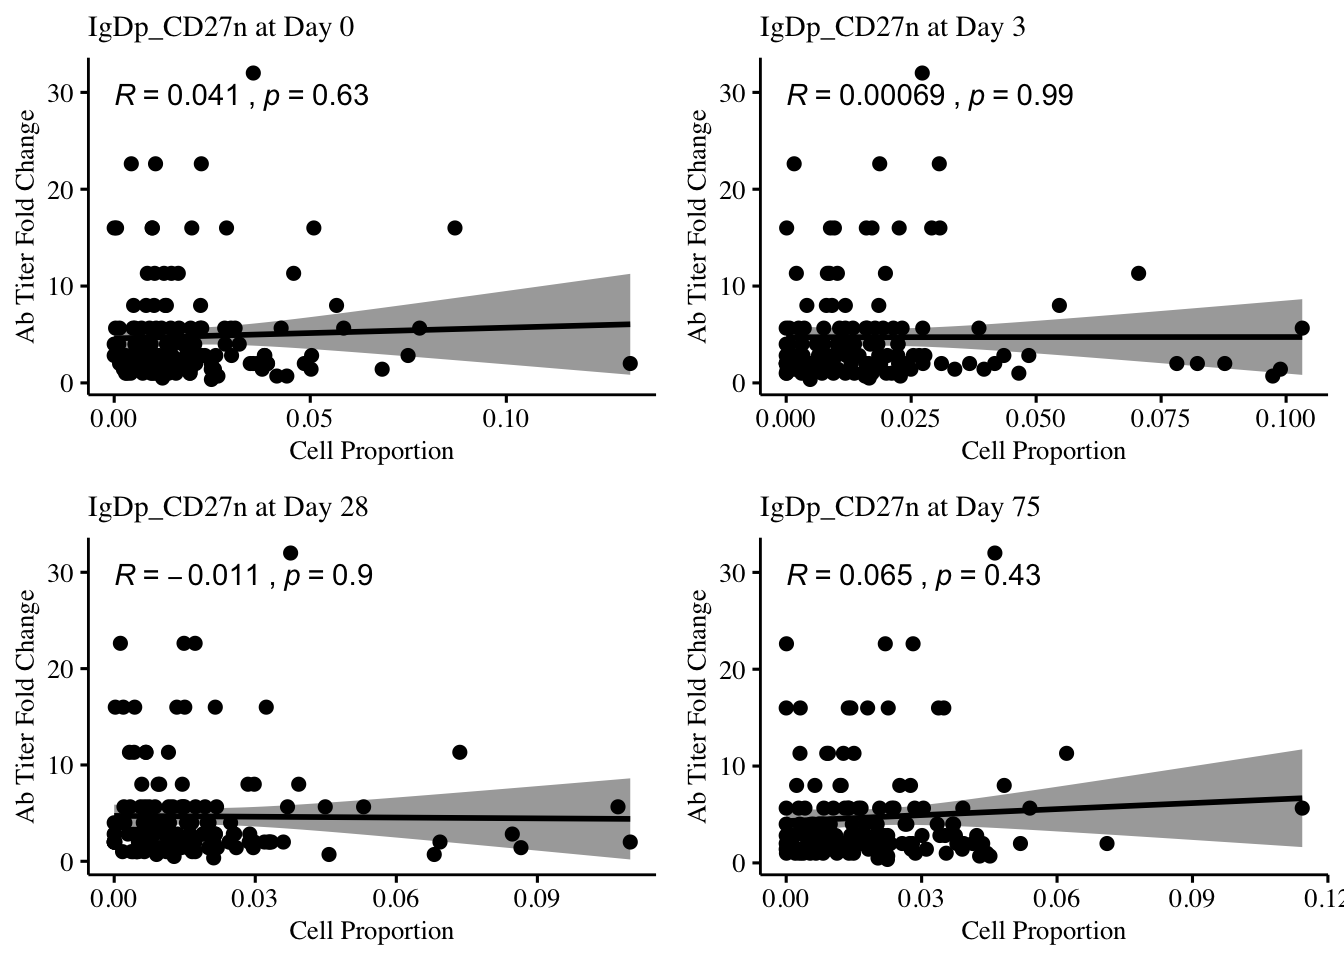 IgDp_CD27n at Day 0
R = 0.041 , p = 0.63
30
20
10
0
Ab Titer Fold Change
0.00 0.05 0.10
Cell Proportion
IgDp_CD27n at Day 3
R = 0.00069 , p = 0.99
30
20
10
0
Ab Titer Fold Change
0.000 0.025 0.050 0.075 0.100
Cell Proportion
IgDp_CD27n at Day 28
R = −0.011 , p = 0.9
30
20
10
0
Ab Titer Fold Change
0.00 0.03 0.06 0.09
Cell Proportion
IgDp_CD27n at Day 75
R = 0.065 , p = 0.43
30
20
10
0
Ab Titer Fold Change
0.00 0.03 0.06 0.09 0.12
Cell Proportion